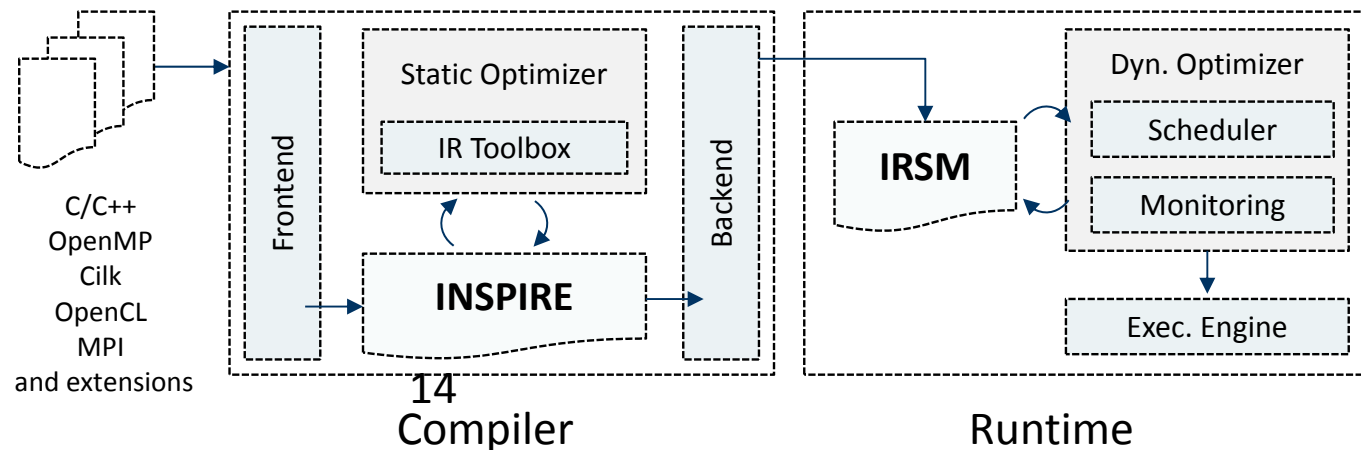 C/C++
OpenMP
Cilk
OpenCL
MPI
and extensions
Frontend
Static Optimizer
IR Toolbox
INSPIRE
Backend
14
Compiler
IRSM
Dyn. Optimizer
Scheduler
Monitoring
Exec. Engine
Runtime